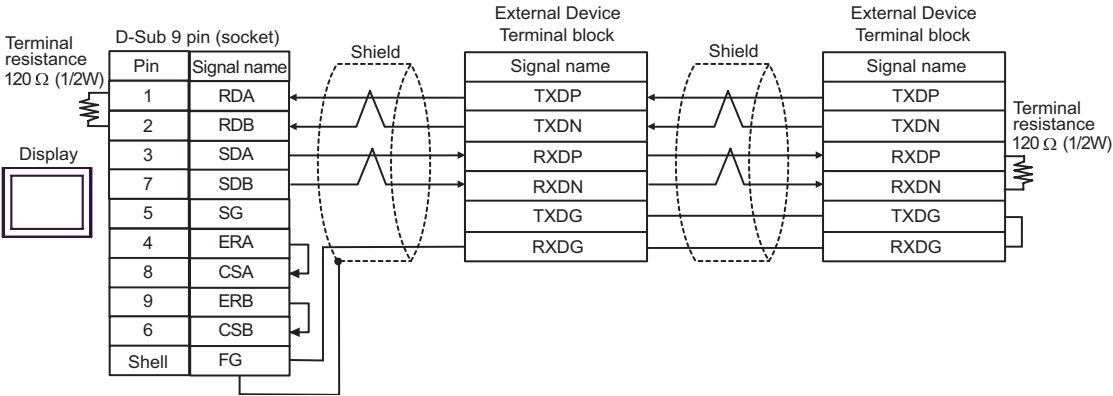 External Device
Terminal block
External Device
Terminal block
Terminal
resistance
120 Ω (1/2W)
D-Sub 9 pin (socket)
Shield
Shield
Pin Signal name
Signal name
Signal name
1 RDA
TXDP
TXDP
2 RDB
TXDN
TXDN
3 SDA
RXDP
RXDP
7 SDB
RXDN
RXDN
5 SG
TXDG
TXDG
4 ERA
RXDG
RXDG
8 CSA
9 ERB
6 CSB
Shell FG
Display
Terminal
resistance
120 Ω (1/2W)